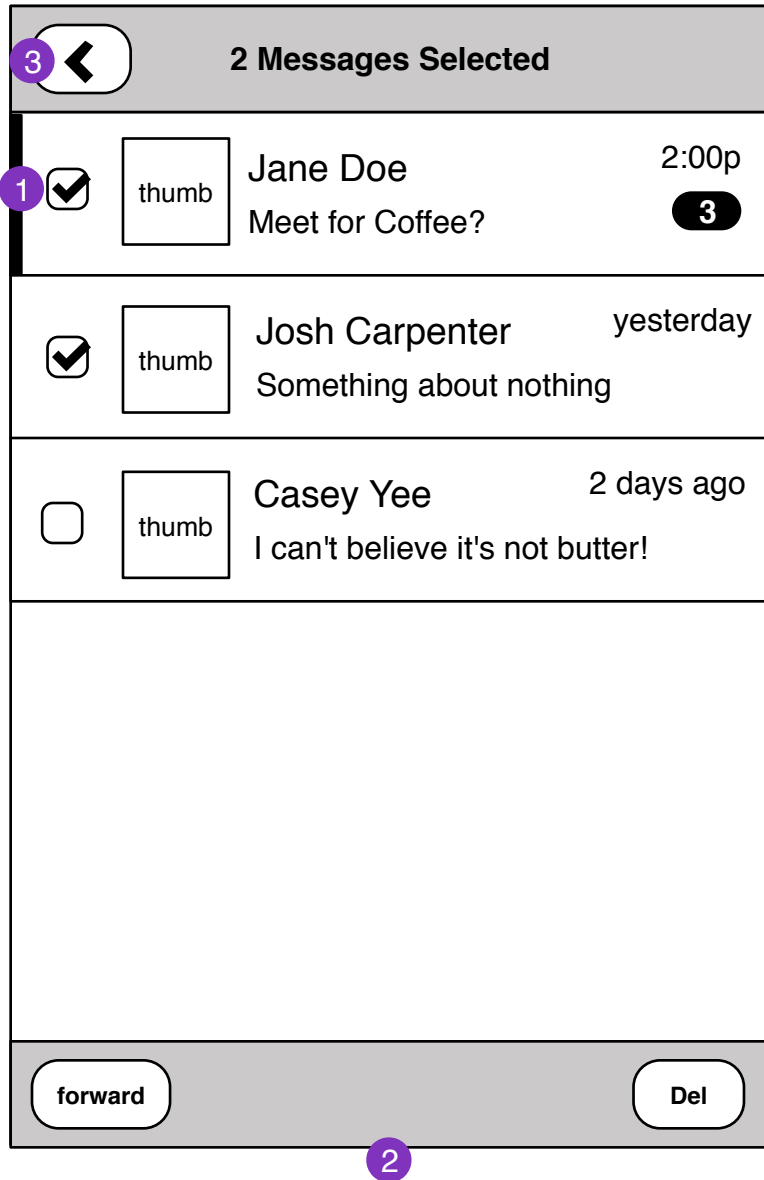 3
2 Messages Selected
1
thumb
Jane Doe
2:00p
Meet for Coffee?
3
thumb
Josh Carpenter
yesterday
Something about nothing
thumb
Casey Yee
2 days ago
I can't believe it's not butter!
forward
Del
2